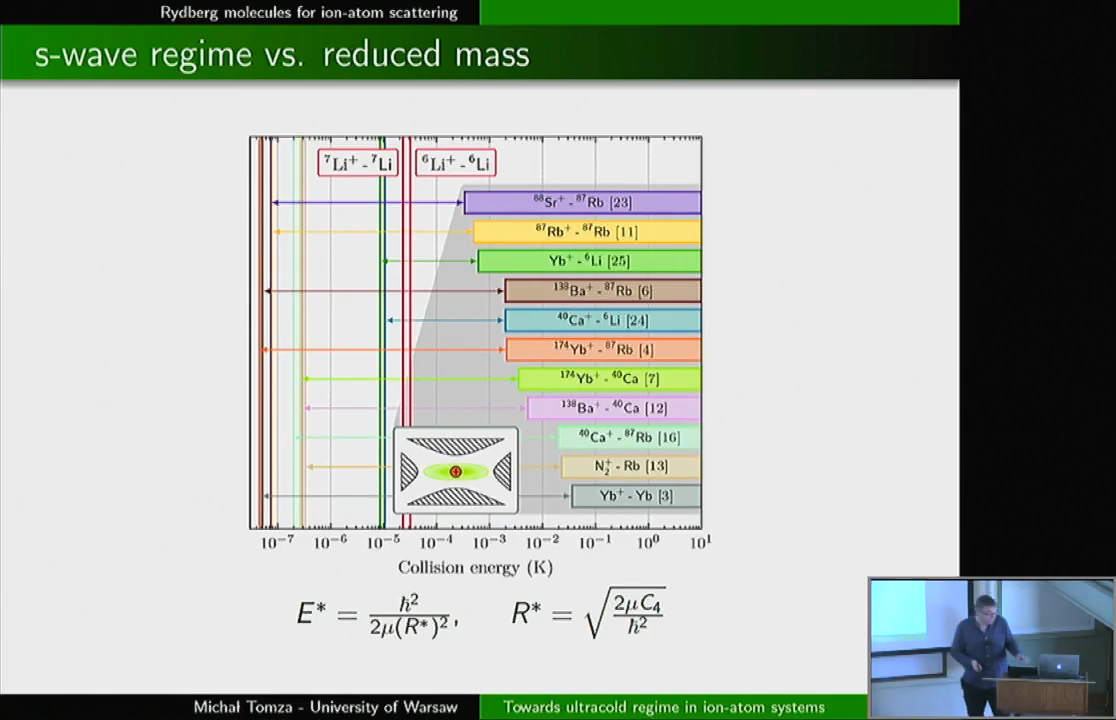 Rydberg molecules for ion-atom scattering
s-wave regime vs. reduced mass
⁷Li⁺ - ⁷Li
⁶Li⁺ - ⁶Li
⁸⁸Sr⁺ - ⁸⁷Rb [23]
⁸⁷Rb⁺ - ⁸⁷Rb [11]
Yb⁺ - ⁶Li [25]
¹³⁸Ba⁺ - ⁸⁷Rb [6]
⁴⁰Ca⁺ - ⁶Li [24]
¹⁷⁴Yb⁺ - ⁸⁷Rb [4]
¹⁷⁴Yb⁺ - ⁴⁰Ca [7]
¹³⁸Ba⁺ - ⁴⁰Ca [12]
⁴⁰Ca⁺ - ⁸⁷Rb [16]
N₂⁺ - Rb [13]
Yb⁺ - Yb [3]
10⁻⁷ 10⁻⁶ 10⁻⁵ 10⁻⁴ 10⁻³ 10⁻² 10⁻¹ 10⁰ 10¹
Collision energy (K)
E* = ħ² / 2μ(R*)², R* = √(2μC₄ / ħ²)
Michał Tomza - University of Warsaw
Towards ultracold regime in ion-atom systems